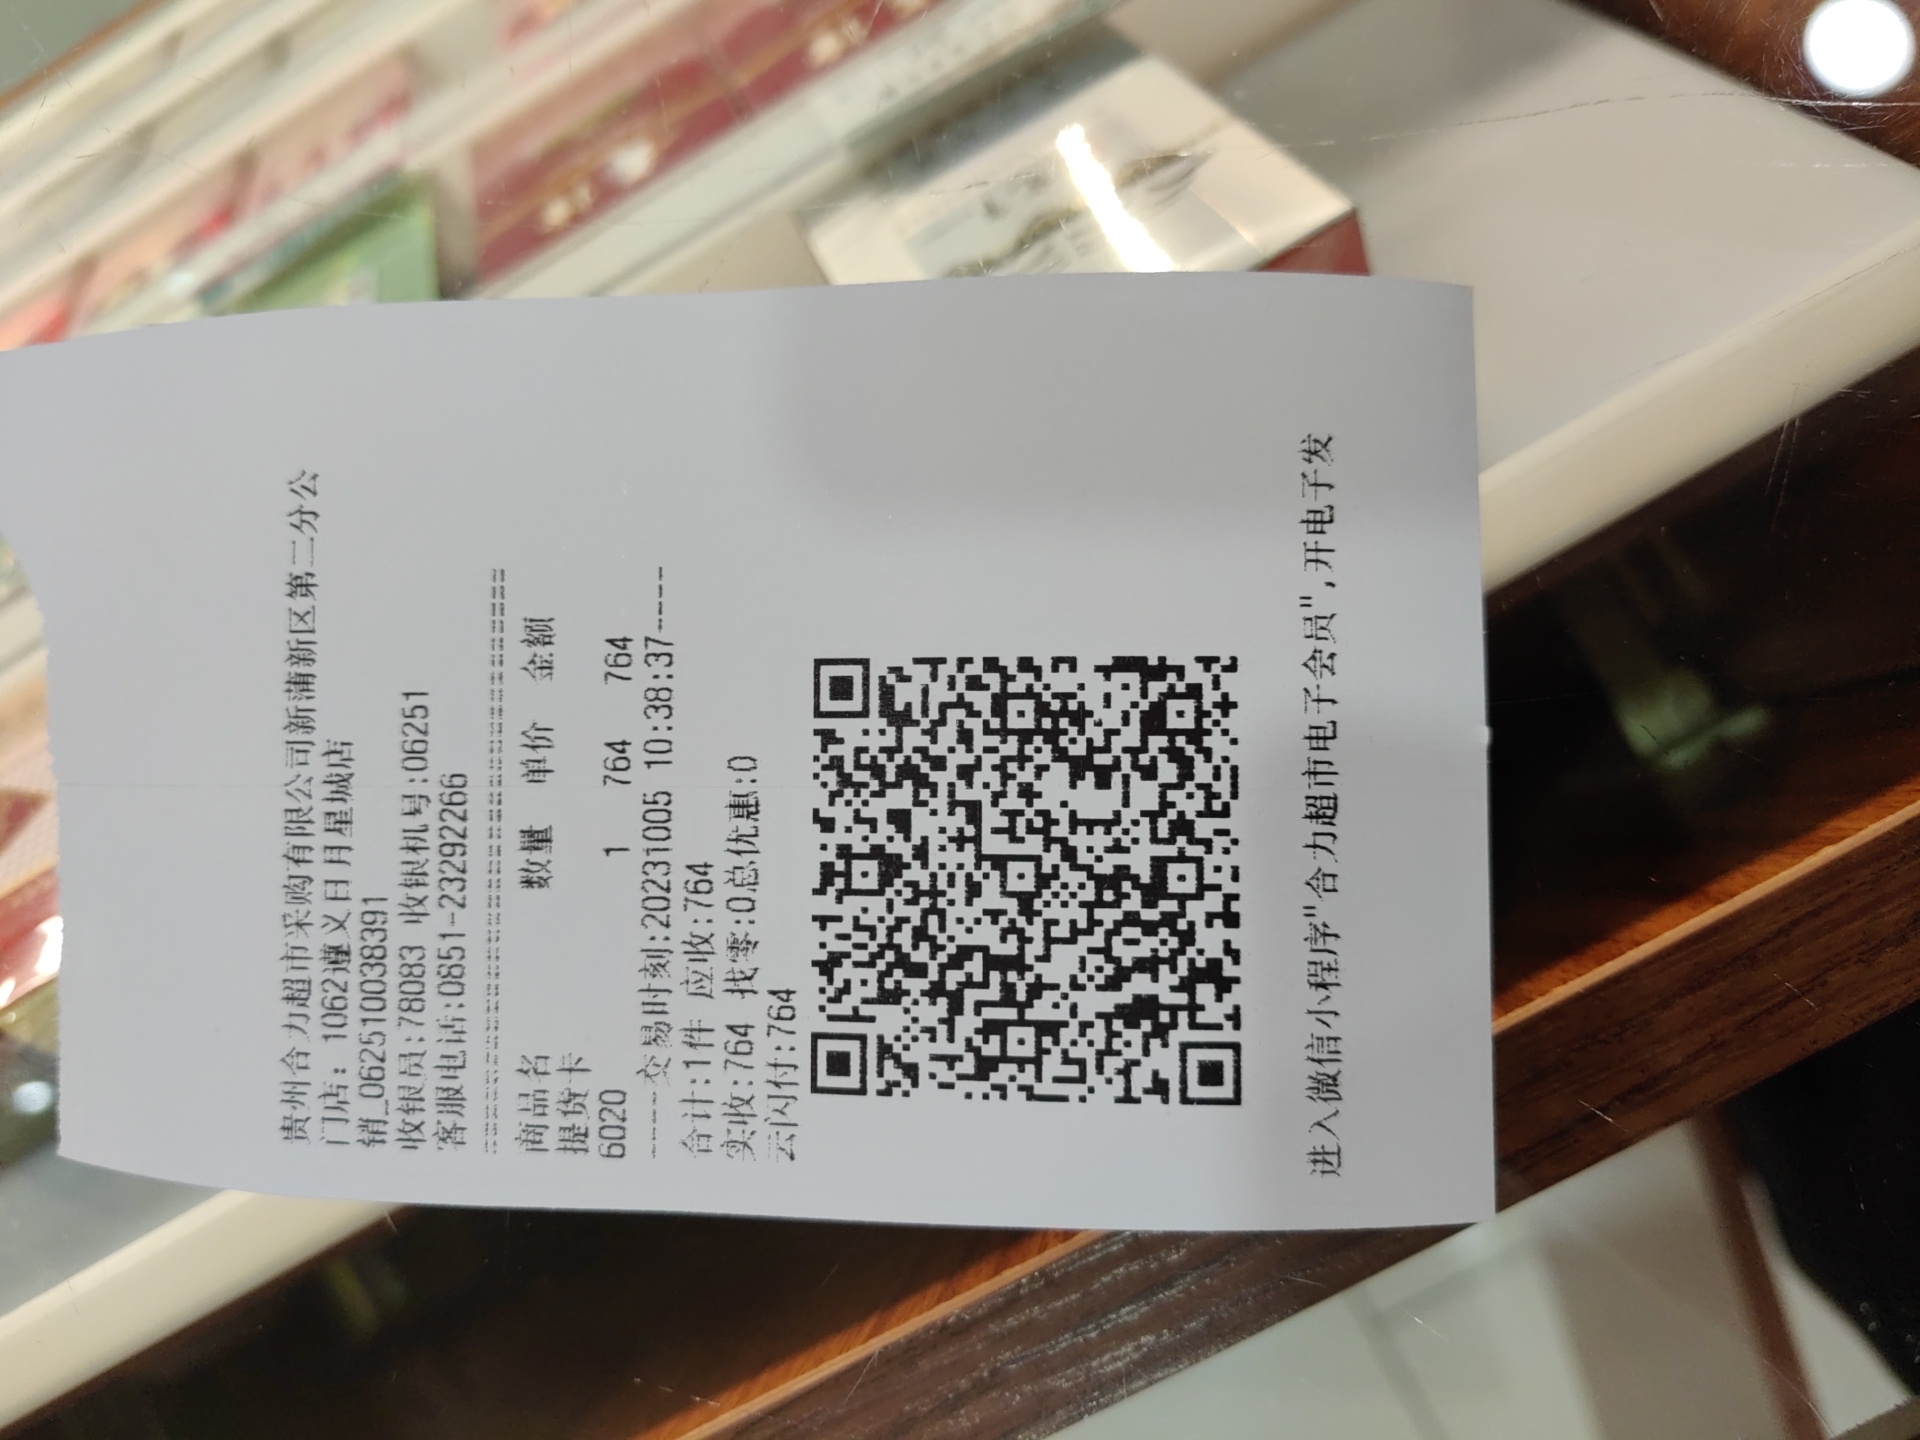 贵州合力超市采购有限公司新蒲新区第二分公
门店：1062遵义日月星城店
销_062510038391
收银员:78083 收银机号:06251
客服电话:0851-23292266
商品名 数量 单价 金额
提货卡
6020 1 764 764
-----交易时刻:20231005 10:38:37-----
合计:1件 应收:764
实收:764 找零:0总优惠:0
云闪付:764
进入微信小程序"合力超市电子会员",开电子发